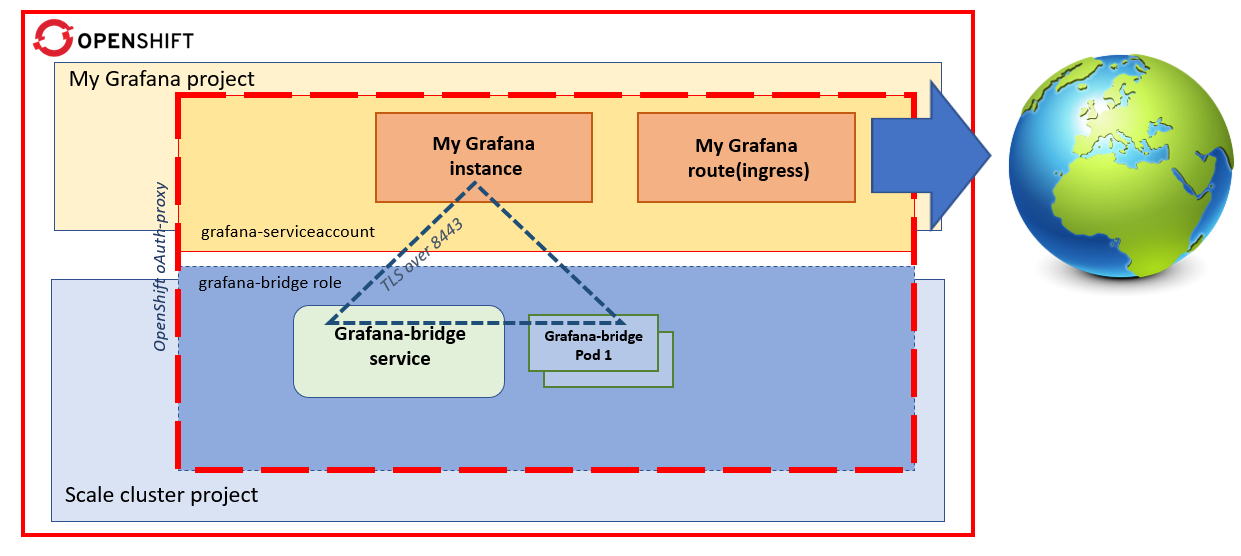 OPENSHIFT
My Grafana project
My Grafana
instance
My Grafana
route(ingress)
grafana-serviceaccount
OpenShift oAuth-proxy
TLS over 8443
grafana-bridge role
Grafana-bridge
service
Grafana-bridge
Pod 1
Scale cluster project